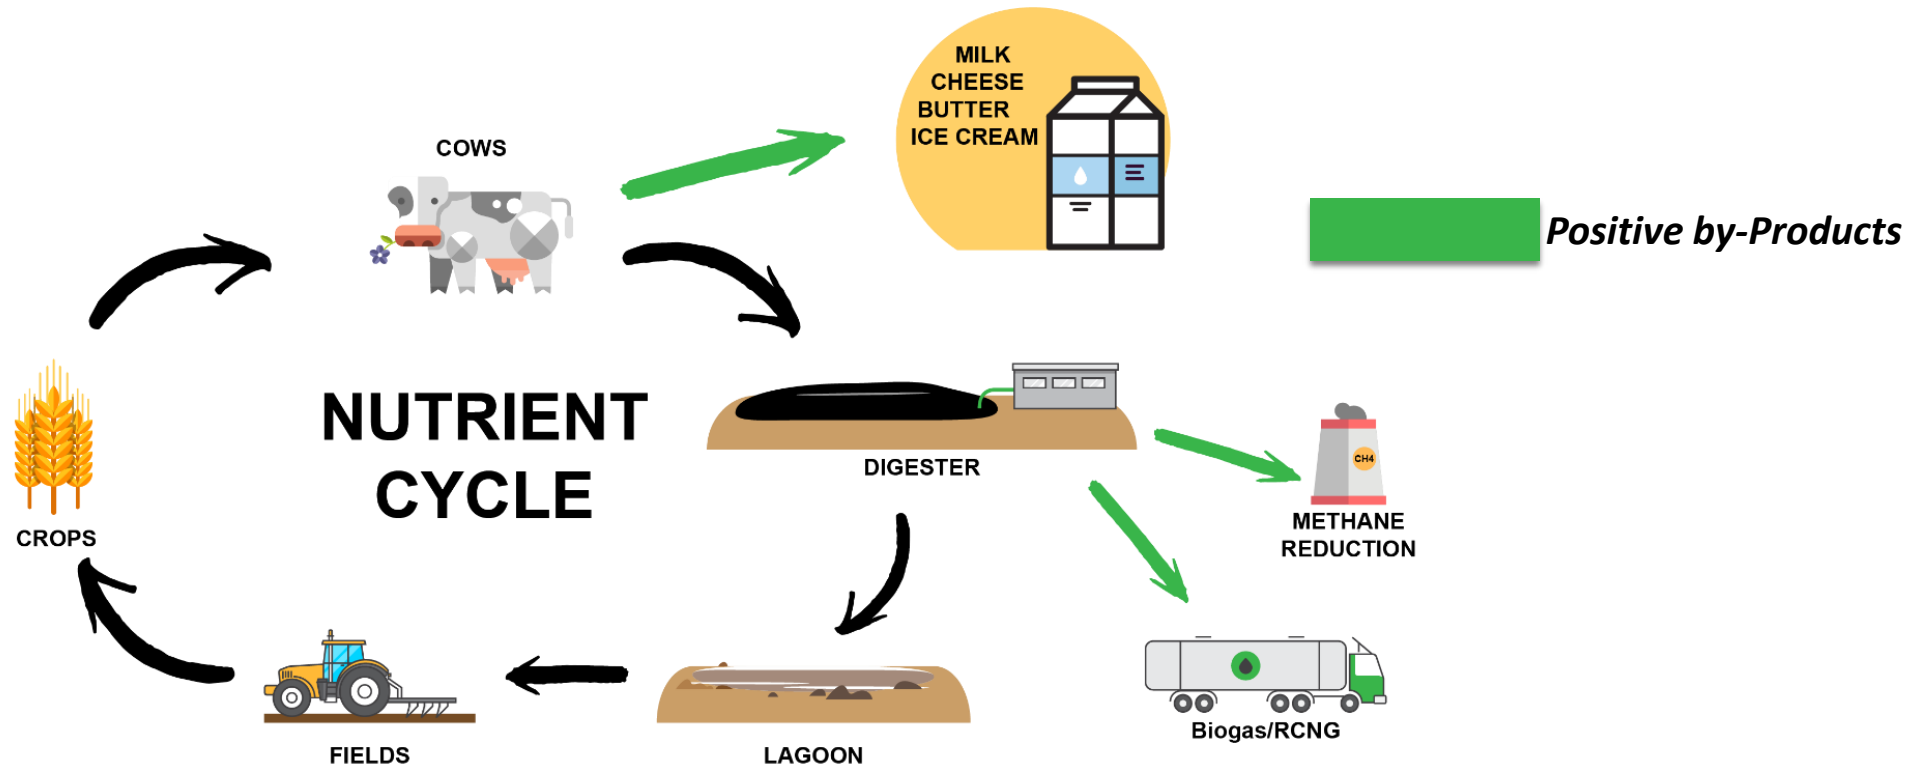 MILK
CHEESE
BUTTER
ICE CREAM
COWS
Positive by-Products
NUTRIENT
CYCLE
DIGESTER
CH4
METHANE
REDUCTION
CROPS
Biogas/RCNG
FIELDS
LAGOON